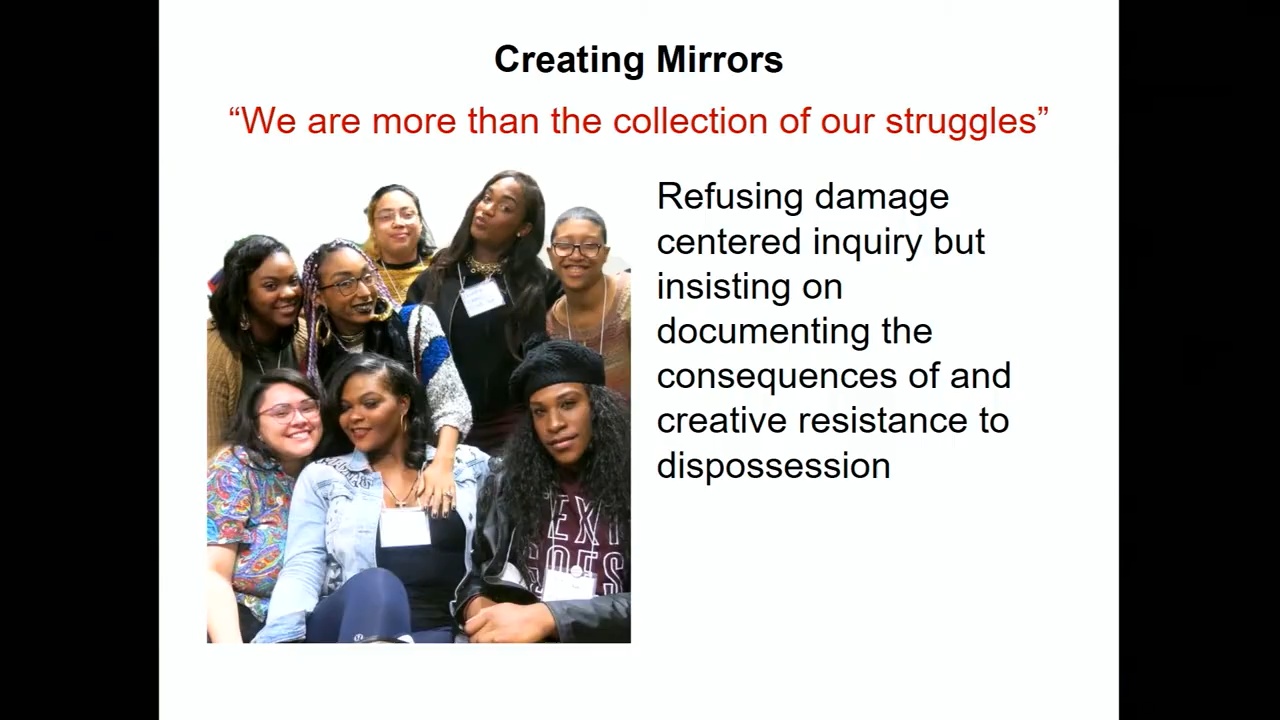 Creating Mirrors
“We are more than the collection of our struggles”
Refusing damage
centered inquiry but
insisting on
documenting the
consequences of and
creative resistance to
dispossession